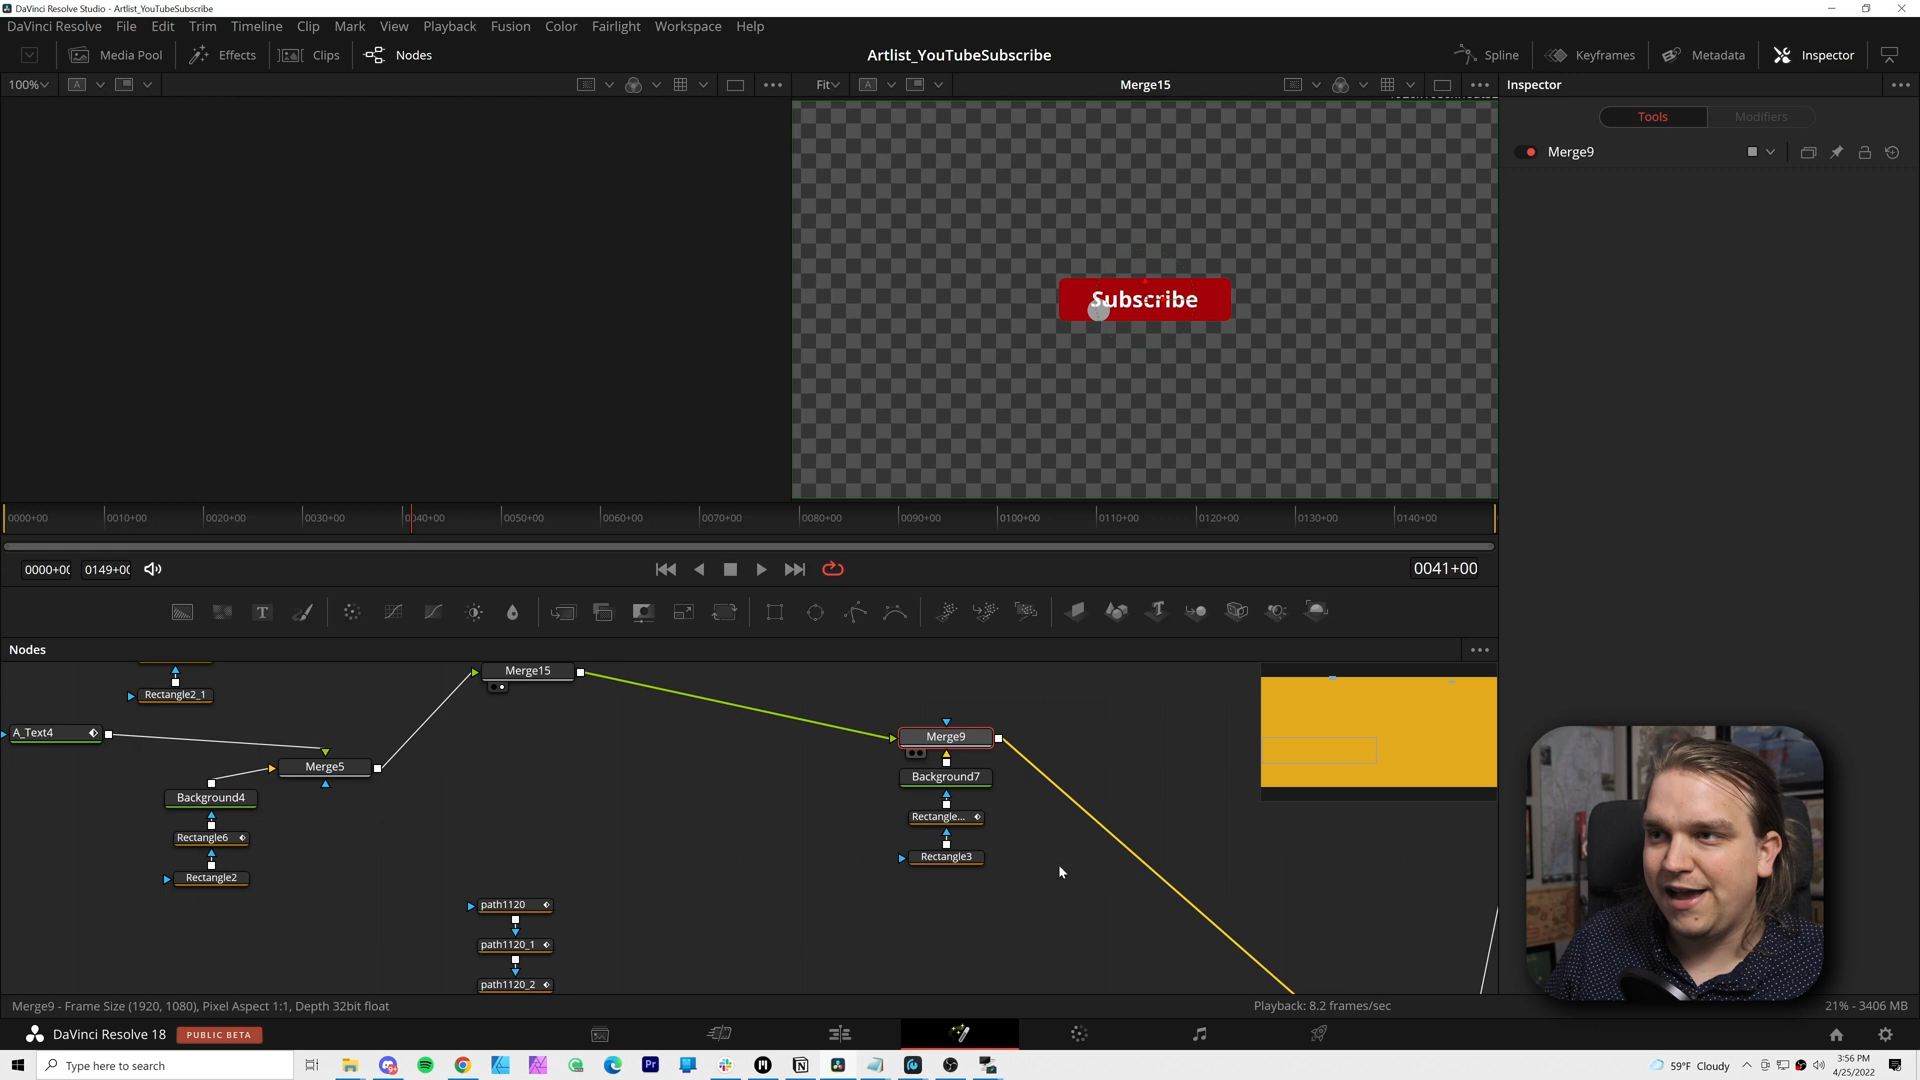 DaVinci Resolve Studio - Artlist_YouTubeSubscribe
DaVinci Resolve File Edit Trim Timeline Clip Mark View Playback Fusion Color Fairlight Workspace Help
Media Pool Effects Clips Nodes Artlist_YouTubeSubscribe Spline Keyframes Metadata Inspector
100% A Fit A Merge15 Inspector
Tools Modifiers
Merge9
Subscribe
0000+00 0010+00 0020+00 0030+00 0040+00 0050+00 0060+00 0070+00 0080+00 0090+00 0100+00 0110+00 0120+00 0130+00 0140+00
0000+00 0149+00 0041+00
T
Nodes
Merge15
Rectangle2_1
A_Text4
Merge9
Merge5
Background7
Background4
Rectangle...
Rectangle6
Rectangle3
Rectangle2
path1120
path1120_1
path1120_2
Merge9 - Frame Size (1920, 1080), Pixel Aspect 1:1, Depth 32bit float Playback: 8.2 frames/sec 21% - 3406 MB
DaVinci Resolve 18 PUBLIC BETA
Type here to search Pr 59°F Cloudy 3:56 PM
4/25/2022